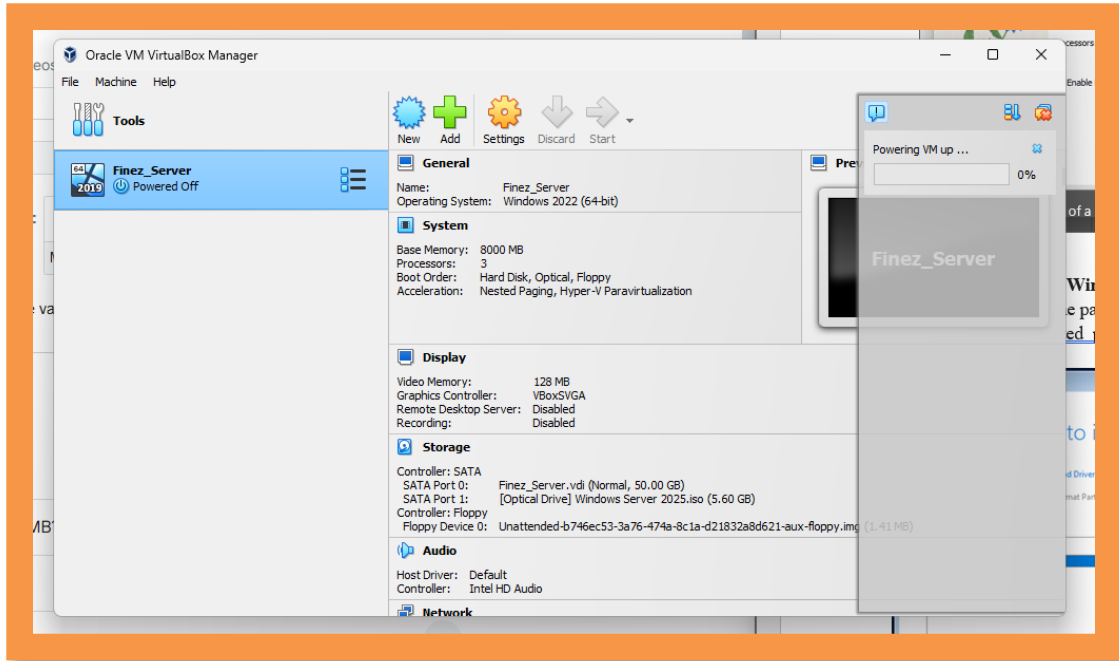 Oracle VM VirtualBox Manager
File Machine Help
Tools
New Add Settings Discard Start
64
2019
Finez_Server
Powered Off
General
Name: Finez_Server
Operating System: Windows 2022 (64-bit)
System
Base Memory: 8000 MB
Processors: 3
Boot Order: Hard Disk, Optical, Floppy
Acceleration: Nested Paging, Hyper-V Paravirtualization
Display
Video Memory: 128 MB
Graphics Controller: VBoxSVGA
Remote Desktop Server: Disabled
Recording: Disabled
Storage
Controller: SATA
SATA Port 0: Finez_Server.vdi (Normal, 50.00 GB)
SATA Port 1: [Optical Drive] Windows Server 2025.iso (5.60 GB)
Controller: Floppy
Floppy Device 0: Unattended-b746ec53-3a76-474a-8c1a-d21832a8d621-aux-floppy.img (1.41 MB)
Audio
Host Driver: Default
Controller: Intel HD Audio
Network
Pre
Finez_Server
Powering VM up ...
0%
Enable
of a
to i